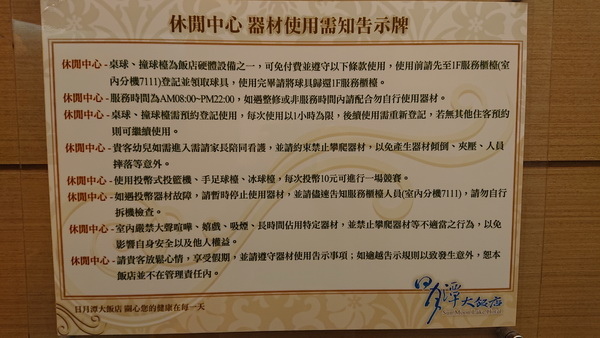 休閒中心 器材使用需知告示牌
休閒中心 - 桌球、撞球檯為飯店硬體設備之一，可免付費並遵守以下條款使用，使用前請先至1F服務櫃檯(室
內分機7111)登記並領取球具，使用完畢請將球具歸還1F服務櫃檯。
休閒中心 - 服務時間為AM08:00~PM22:00，如遇整修或非服務時間內請配合勿自行使用器材。
休閒中心 - 桌球、撞球檯需預約登記使用，每次使用以1小時為限，後續使用需重新登記，若無其他住客預約
則可繼續使用。
休閒中心 - 貴客幼兒如需進入需請家長陪同看護，並請約束禁止攀爬器材，以免產生器材傾倒、夾壓、人員
摔落等意外。
休閒中心 - 使用投幣式投籃機、手足球檯、冰球檯，每次投幣10元可進行一場競賽。
休閒中心 - 如遇投幣器材故障，請暫時停止使用器材，並請儘速告知服務櫃檯人員(室內分機7111)，請勿自行
拆機檢查。
休閒中心 - 室內嚴禁大聲喧嘩、嬉戲、吸煙、長時間佔用特定器材，並禁止攀爬器材等不適當之行為，以免
影響自身安全以及他人權益。
休閒中心 - 請貴客放鬆心情，享受假期，並請遵守器材使用告示事項；如逾越告示規則以致發生意外，恕本
飯店並不在管理責任內。
日月潭大飯店 關心您的健康在每一天
日月潭大飯店
Sun Moon Lake Hotel